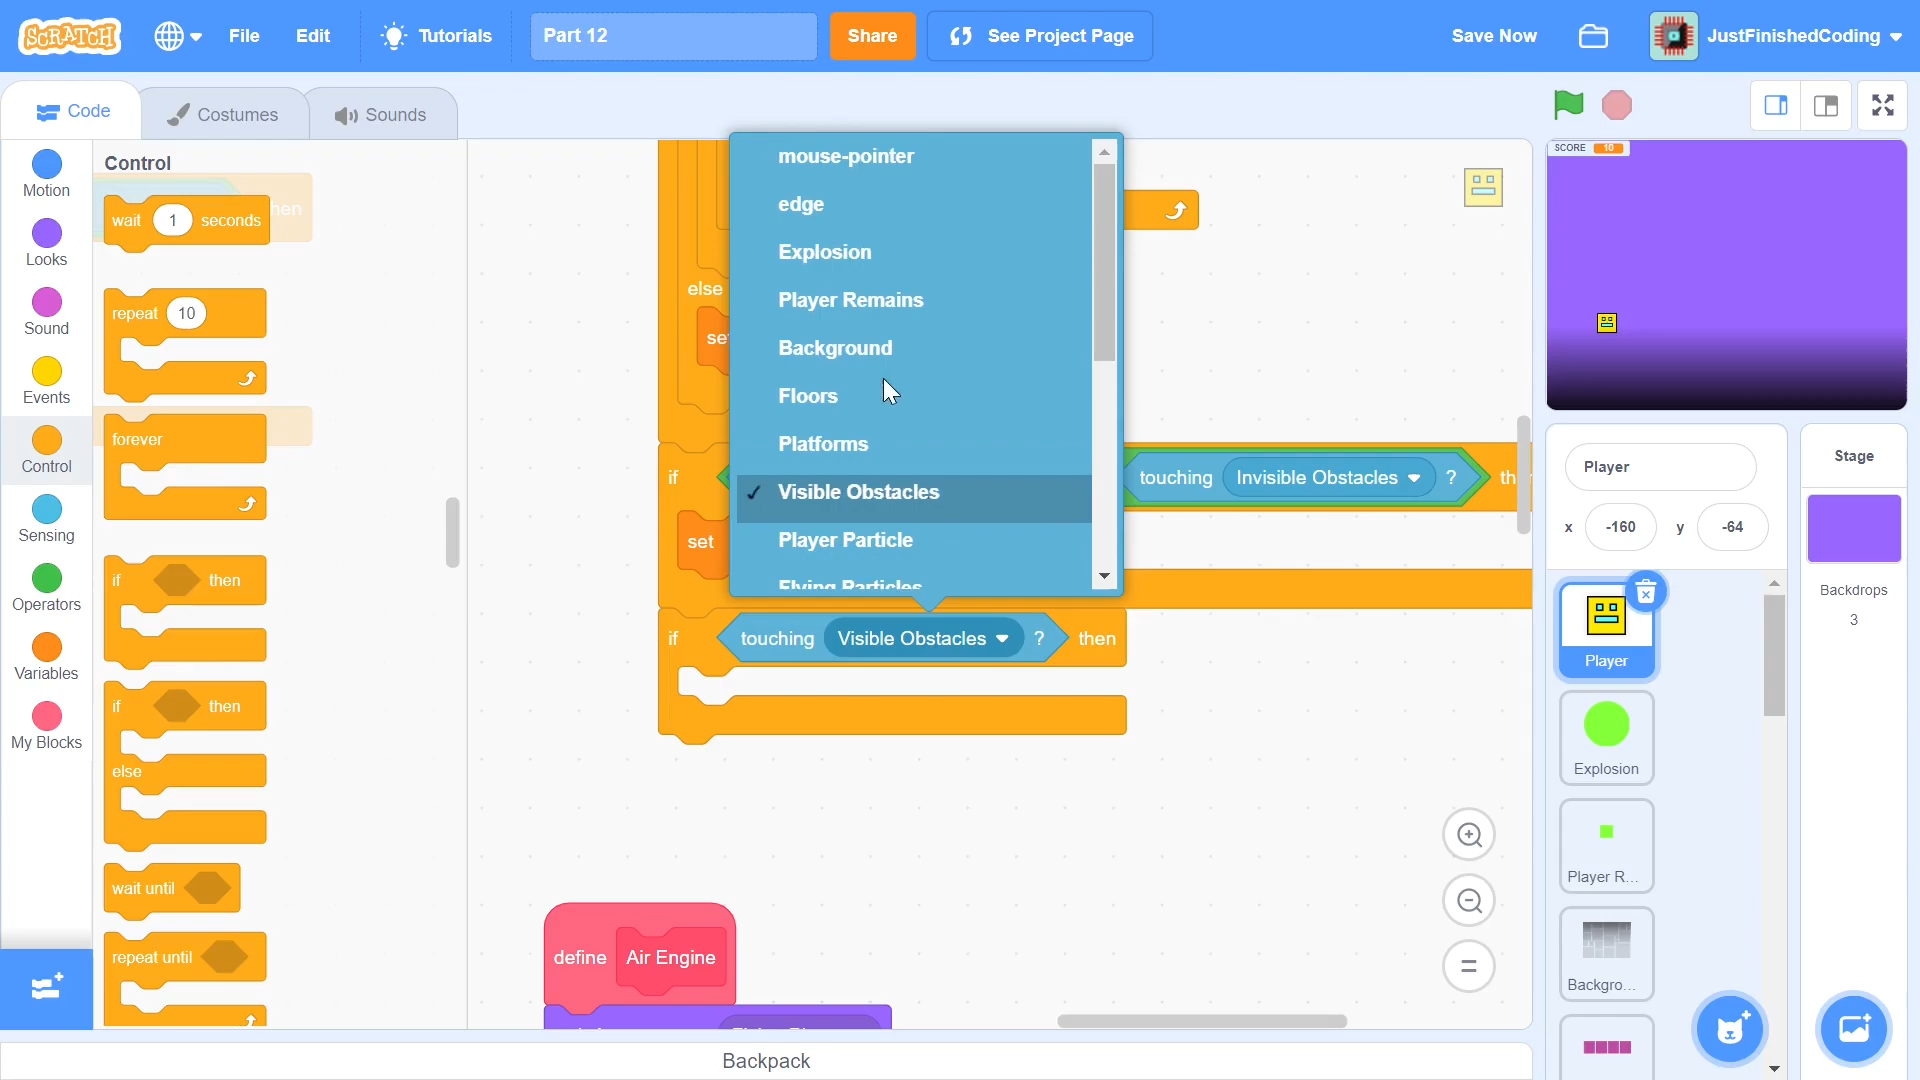 SCRATCH
File
Edit
Tutorials
Part 12
Share
See Project Page
Save Now
JustFinishedCoding
Code
Costumes
Sounds
Motion
Looks
Sound
Events
Control
Sensing
Operators
Variables
My Blocks
Control
wait 1 seconds
repeat 10
forever
if then
if then
else
wait until
repeat until
mouse-pointer
edge
Explosion
Player Remains
Background
Floors
Platforms
✓ Visible Obstacles
Player Particle
Flying Particles
else
se
if touching Invisible Obstacles ? th
set
if touching Visible Obstacles ? then
define Air Engine
Backpack
SCORE 10
Player
x -160 y -64
Player
Explosion
Player R...
Backgro...
Stage
Backdrops
3